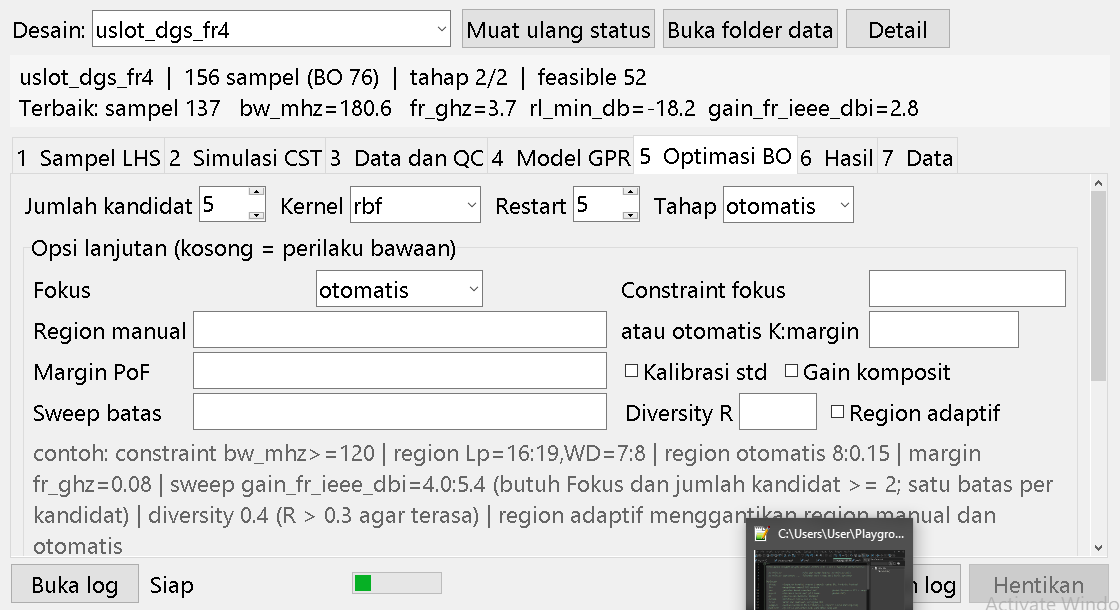 Desain: uslot_dgs_fr4 Muat ulang status Buka folder data Detail
uslot_dgs_fr4 | 156 sampel (BO 76) | tahap 2/2 | feasible 52
Terbaik: sampel 137 bw_mhz=180.6 fr_ghz=3.7 rl_min_db=-18.2 gain_fr_ieee_dbi=2.8
1 Sampel LHS 2 Simulasi CST 3 Data dan QC 4 Model GPR 5 Optimasi BO 6 Hasil 7 Data
Jumlah kandidat 5 Kernel rbf Restart 5 Tahap otomatis
Opsi lanjutan (kosong = perilaku bawaan)
Fokus otomatis Constraint fokus
Region manual atau otomatis K:margin
Margin PoF Kalibrasi std Gain komposit
Sweep batas Diversity R Region adaptif
contoh: constraint bw_mhz>=120 | region Lp=16:19,WD=7:8 | region otomatis 8:0.15 | margin
fr_ghz=0.08 | sweep gain_fr_ieee_dbi=4.0:5.4 (butuh Fokus dan jumlah kandidat >= 2; satu batas per
kandidat) | diversity 0.4 (R > 0.3 agar terasa) | region adaptif menggantikan region manual dan
otomatis
C:\Users\User\Playgro...
Buka log Siap log Hentikan
Activate Windo